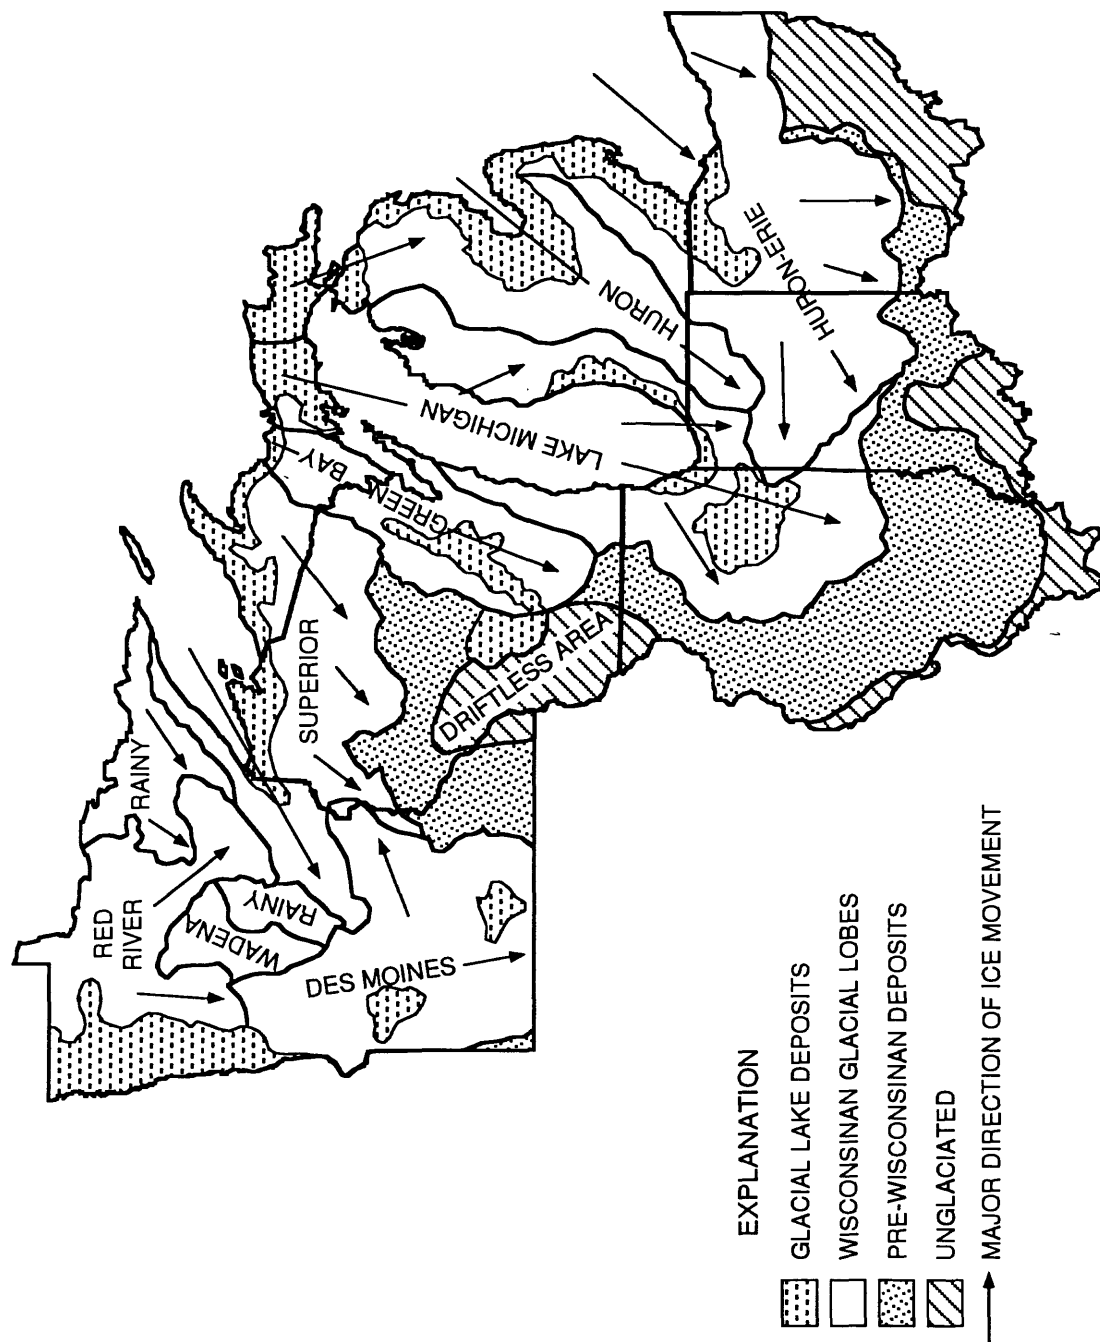 RED
RIVER
RAINY
WADENA
RAINY
DES MOINES
SUPERIOR
GREEN
BAY
LAKE MICHIGAN
HURON
HURON-ERIE
DRIFTLESS AREA
EXPLANATION
GLACIAL LAKE DEPOSITS
WISCONSINAN GLACIAL LOBES
PRE-WISCONSINAN DEPOSITS
UNGLACIATED
MAJOR DIRECTION OF ICE MOVEMENT